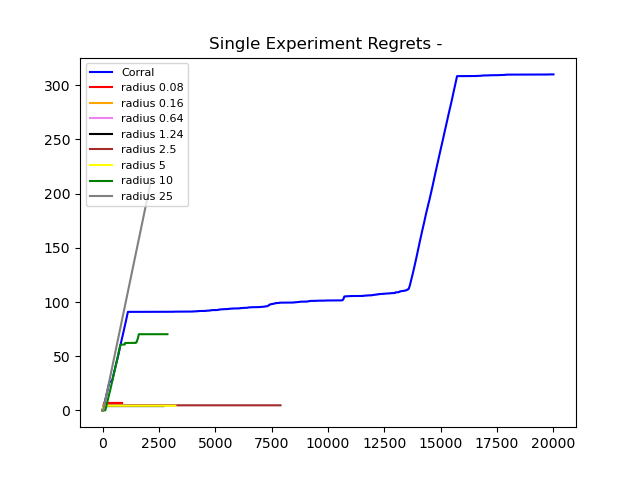 Single Experiment Regrets -
300
250
200
150
100
50
0
Corral
radius 0.08
radius 0.16
radius 0.64
radius 1.24
radius 2.5
radius 5
radius 10
radius 25
0 2500 5000 7500 10000 12500 15000 17500 20000